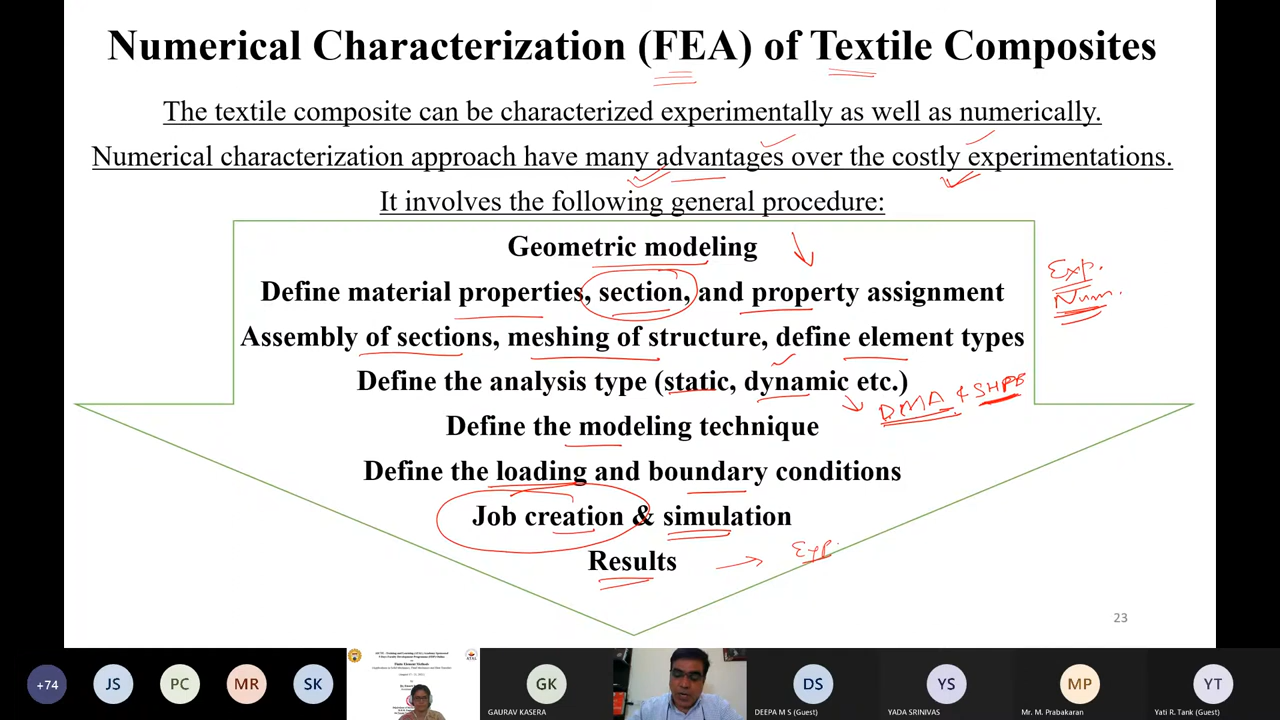 Numerical Characterization (FEA) of Textile Composites
The textile composite can be characterized experimentally as well as numerically.
Numerical characterization approach have many advantages over the costly experimentations.
It involves the following general procedure:
Geometric modeling
Define material properties, section, and property assignment
Exp.
Num.
Assembly of sections, meshing of structure, define element types
Define the analysis type (static, dynamic etc.)
DMA & SHPB
Define the modeling technique
Define the loading and boundary conditions
Job creation & simulation
Results
Exp.
23
+74
JS
PC
MR
SK
GK
DS
YS
MP
YT
GAURAV KASERA
DEEPA M S (Guest)
YADA SRINIVAS
Mr. M. Prabakaran
Yati R. Tank (Guest)